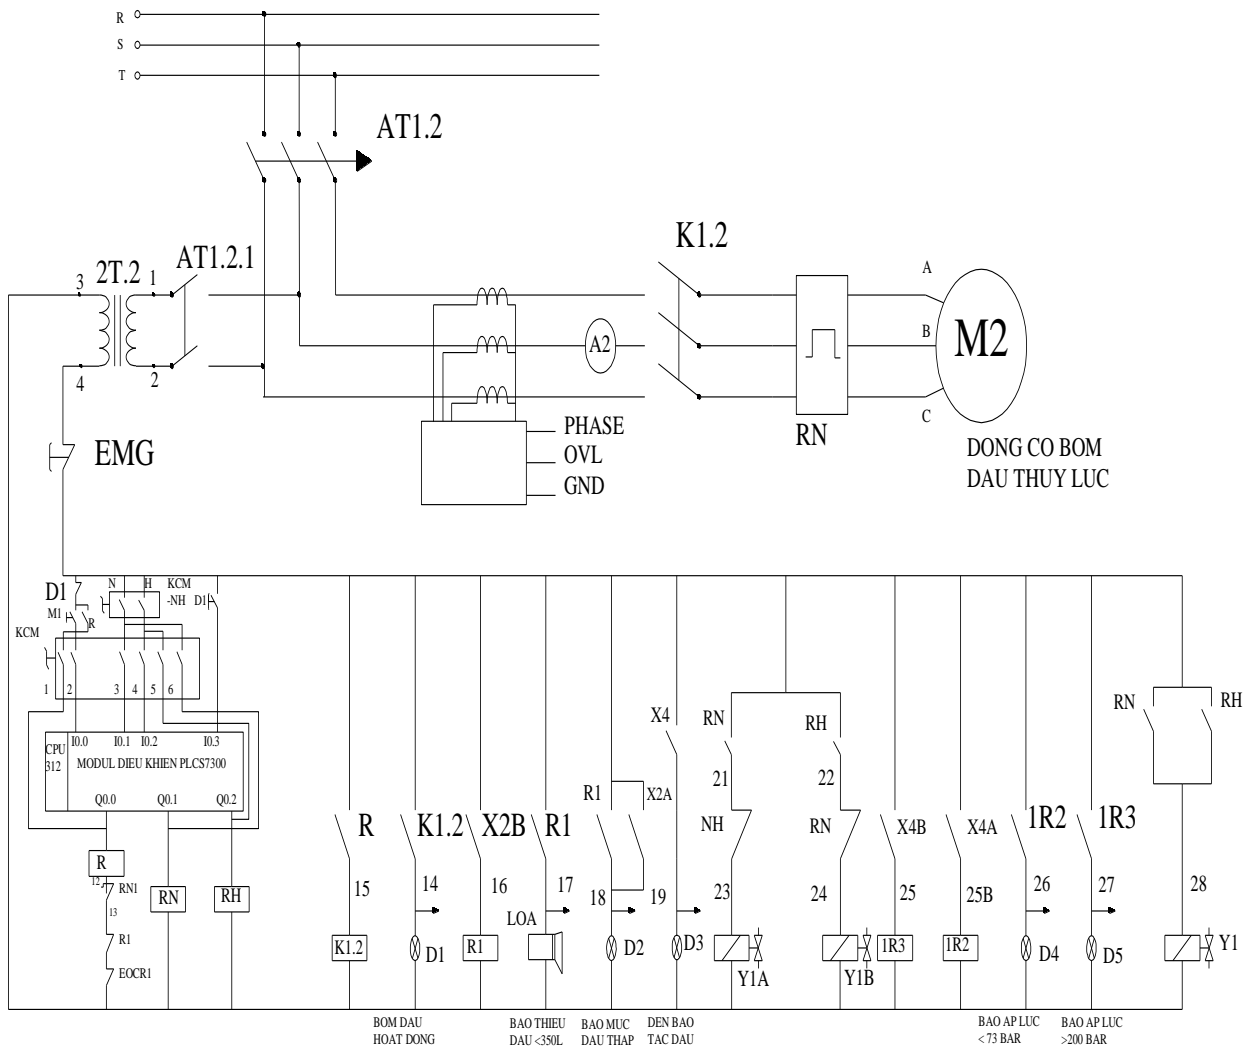 R
S
T
AT1.2
K1.2
2T.2
AT1.2.1
3
1
4
2
A
B
C
A2
M2
RN
PHASE
OVL
GND
DONG CO BOM
DAU THUY LUC
EMG
D1
N
H
KCM
-NH
D1
M1
R
KCM
1
2
3
4
5
6
CPU
312
I0.0
I0.1
I0.2
I0.3
MODUL DIEU KHIEN PLCS7300
Q0.0
Q0.1
Q0.2
R
12
RN1
13
R1
EOCR1
RN
RH
R
K1.2
X2B
R1
R1
X2A
X4
RN
RH
21
22
NH
RN
X4B
X4A
1R2
1R3
RN
RH
15
14
16
17
18
19
23
24
25
25B
26
27
28
LOA
K1.2
D1
R1
D2
D3
Y1A
Y1B
1R3
1R2
D4
D5
Y1
BOM DAU
HOAT DONG
BAO THIEU
DAU <350L
BAO MUC
DAU THAP
DEN BAO
TAC DAU
BAO AP LUC
< 73 BAR
BAO AP LUC
>200 BAR